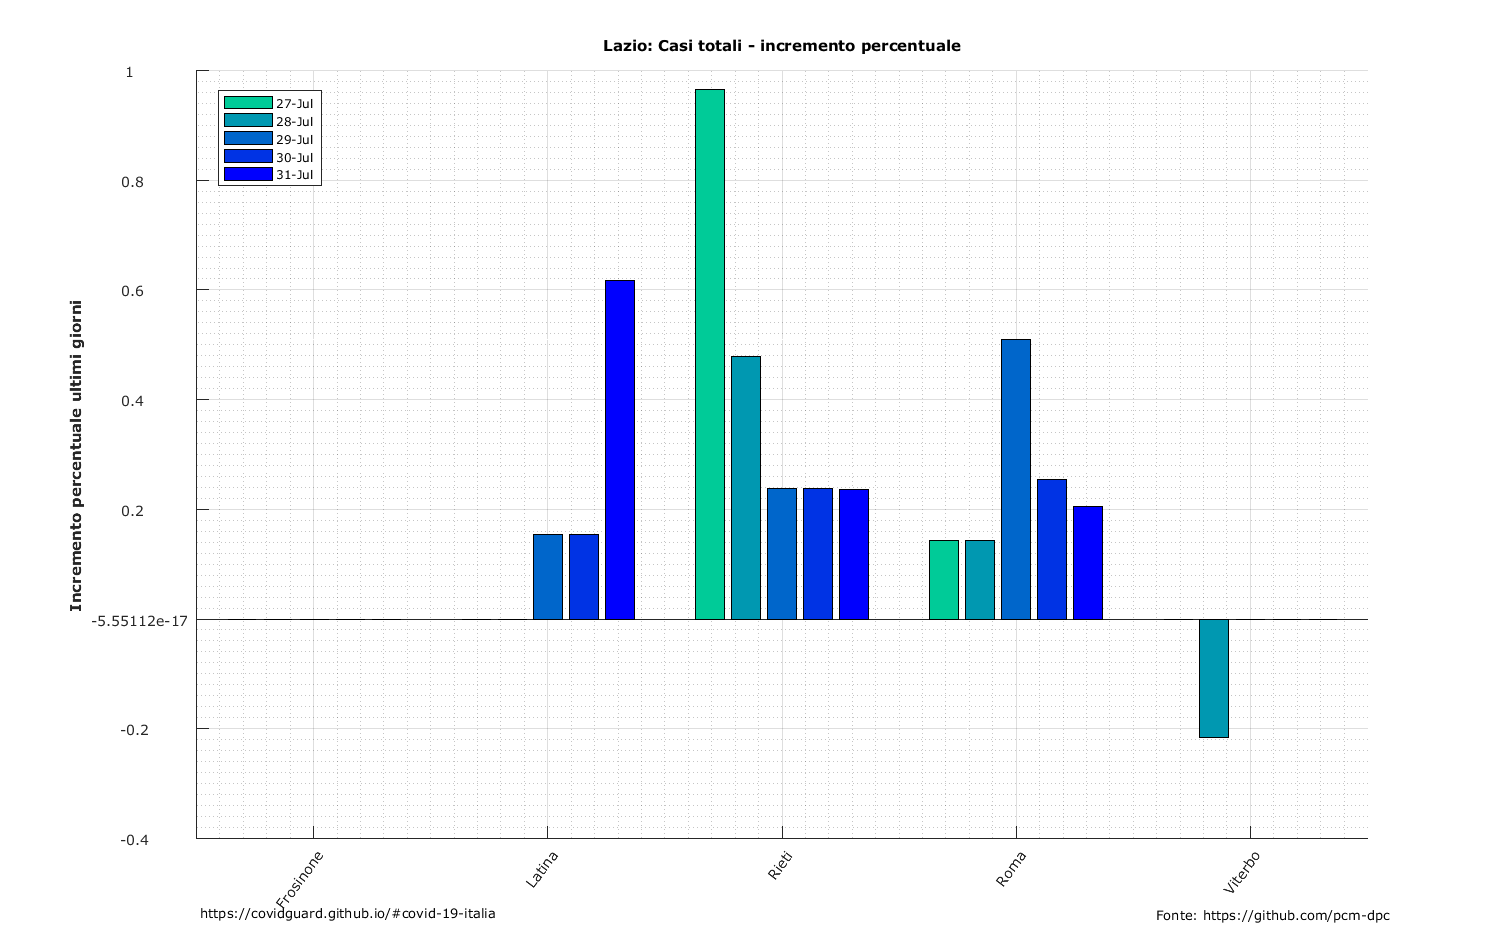 Lazio: Casi totali - incremento percentuale
Incremento percentuale ultimi giorni
1
0.8
0.6
0.4
0.2
-5.55112e-17
-0.2
-0.4
27-Jul
28-Jul
29-Jul
30-Jul
31-Jul
Frosinone
Latina
Rieti
Roma
Viterbo
https://covidguard.github.io/#covid-19-italia
Fonte: https://github.com/pcm-dpc